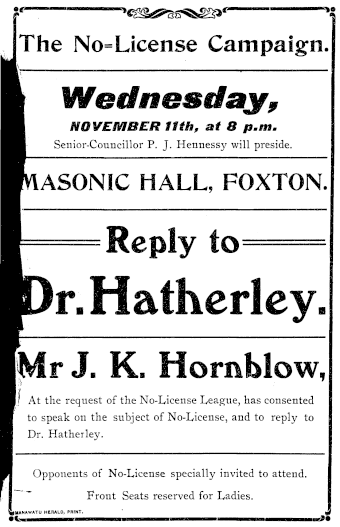 The No=License Campaign.
Wednesday,
NOVEMBER 11th, at 8 p.m.
Senior-Councillor P. J. Hennessy will preside.
MASONIC HALL, FOXTON.
Reply to
Dr. Hatherley.
Mr J. K. Hornblow,
At the request of the No-License League, has consented
to speak on the subject of No-License, and to reply to
Dr. Hatherley.
Opponents of No-License specially invited to attend.
Front Seats reserved for Ladies.
MANAWATU HERALD, PRINT.